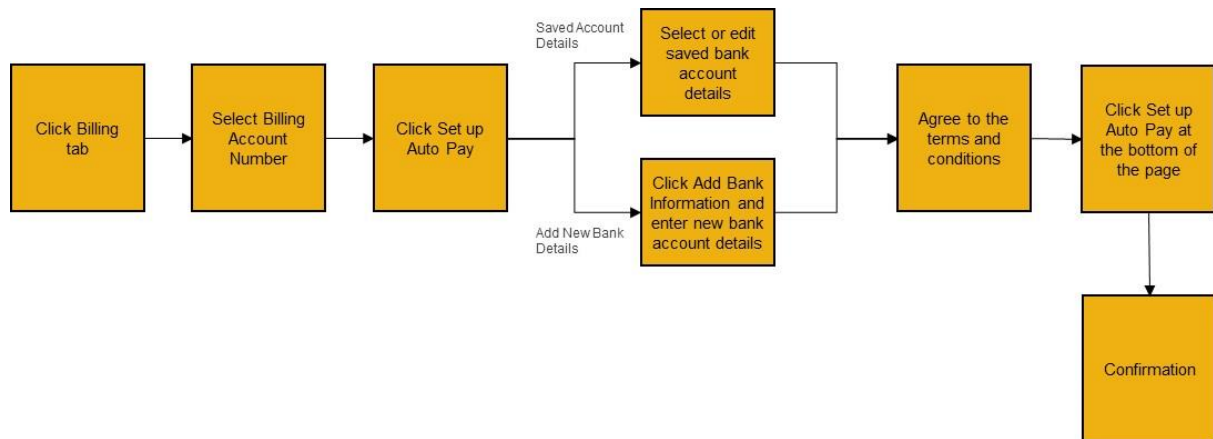 Click Billing
tab
Select Billing
Account
Number
Click Set up
Auto Pay
Saved Account
Details
Select or edit
saved bank
account
details
Add New Bank
Details
Click Add Bank
Information and
enter new bank
account details
Agree to the
terms and
conditions
Click Set up
Auto Pay at
the bottom of
the page
Confirmation